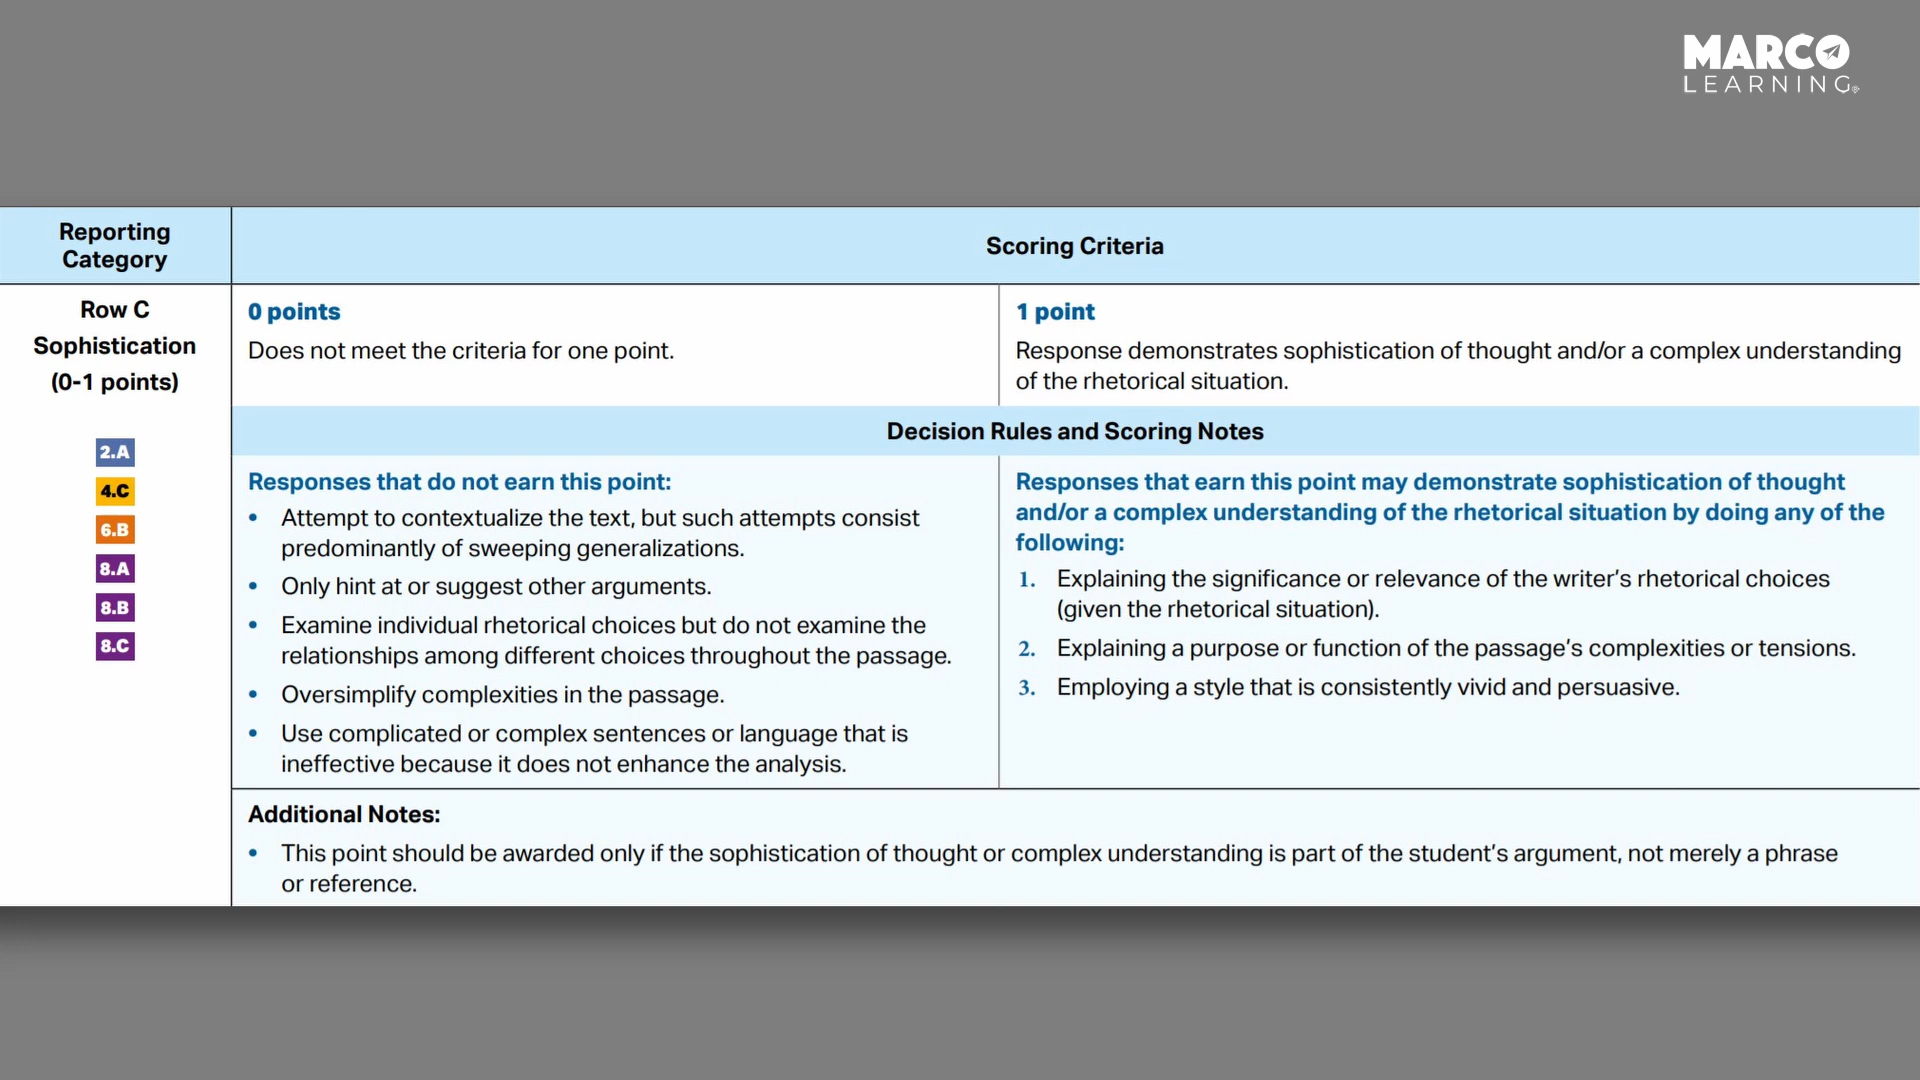 MARCO
LEARNING®
Reporting
Category
Scoring Criteria
Row C
Sophistication
(0-1 points)
2.A
4.C
6.B
8.A
8.B
8.C
0 points
Does not meet the criteria for one point.
1 point
Response demonstrates sophistication of thought and/or a complex understanding
of the rhetorical situation.
Decision Rules and Scoring Notes
Responses that do not earn this point:
• Attempt to contextualize the text, but such attempts consist
predominantly of sweeping generalizations.
• Only hint at or suggest other arguments.
• Examine individual rhetorical choices but do not examine the
relationships among different choices throughout the passage.
• Oversimplify complexities in the passage.
• Use complicated or complex sentences or language that is
ineffective because it does not enhance the analysis.
Responses that earn this point may demonstrate sophistication of thought
and/or a complex understanding of the rhetorical situation by doing any of the
following:
1. Explaining the significance or relevance of the writer's rhetorical choices
(given the rhetorical situation).
2. Explaining a purpose or function of the passage's complexities or tensions.
3. Employing a style that is consistently vivid and persuasive.
Additional Notes:
• This point should be awarded only if the sophistication of thought or complex understanding is part of the student's argument, not merely a phrase
or reference.